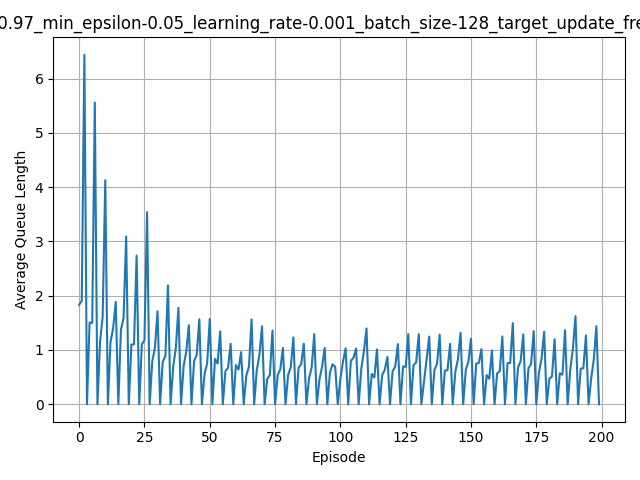 0.97_min_epsilon-0.05_learning_rate-0.001_batch_size-128_target_update_fre
6
5
4
3
2
1
0
Average Queue Length
0 25 50 75 100 125 150 175 200
Episode